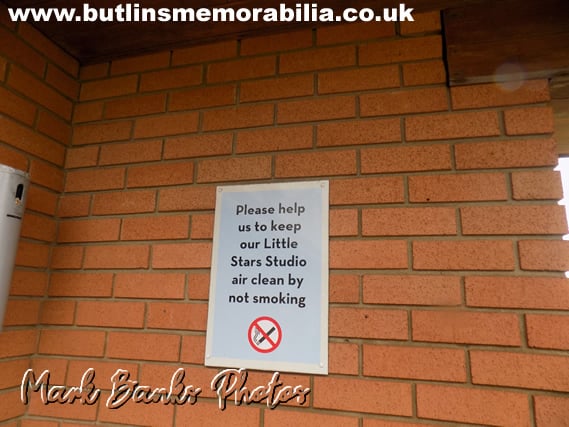 www.butlinsmemorabilia.co.uk
Please help
us to keep
our Little
Stars Studio
air clean by
not smoking
Mark Banks Photos